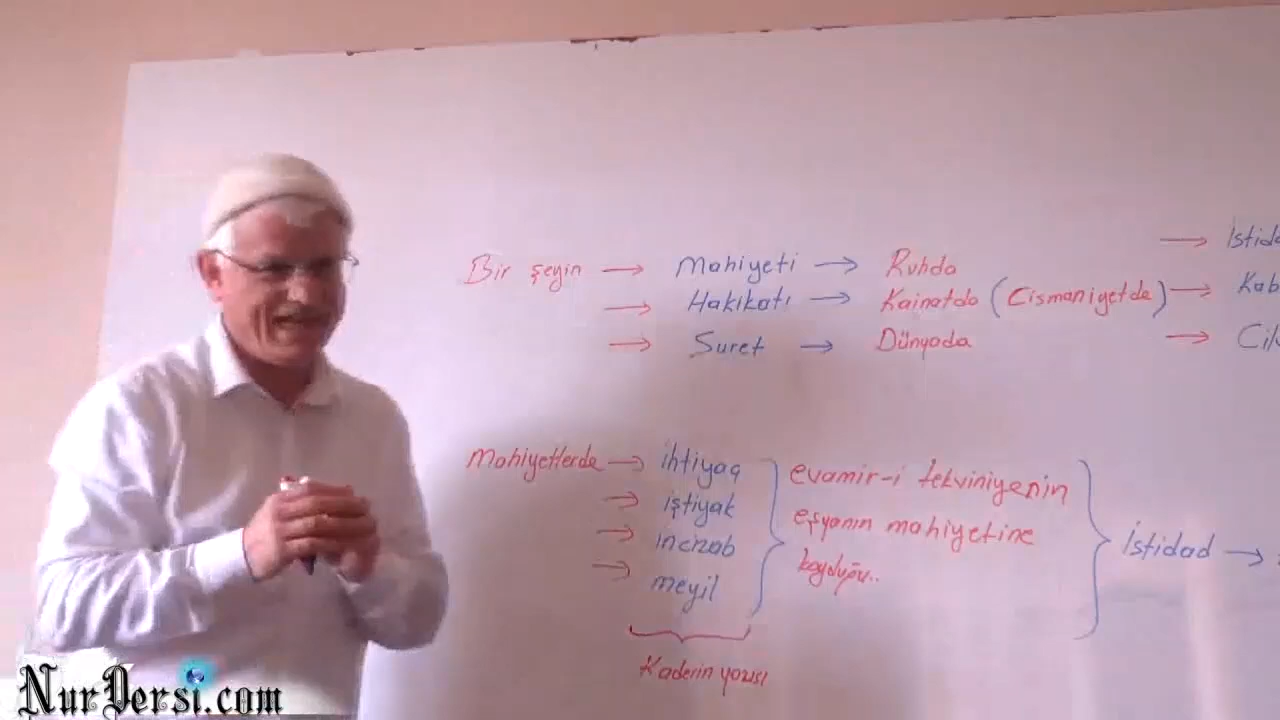 Bir şeyin → Mahiyeti → Ruhda → İstid
→ Hakikatı → Kainatda (Cismaniyetde) → Kab
→ Suret → Dünyada → Cil
Mahiyetlerde → ihtiyaç
→ iştiyak
→ incizab
→ meyil
Kaderin yazısı
evamir-i tekviniyenin
eşyanın mahiyetine
koyduğu..
İstidad →
NurDersi.com